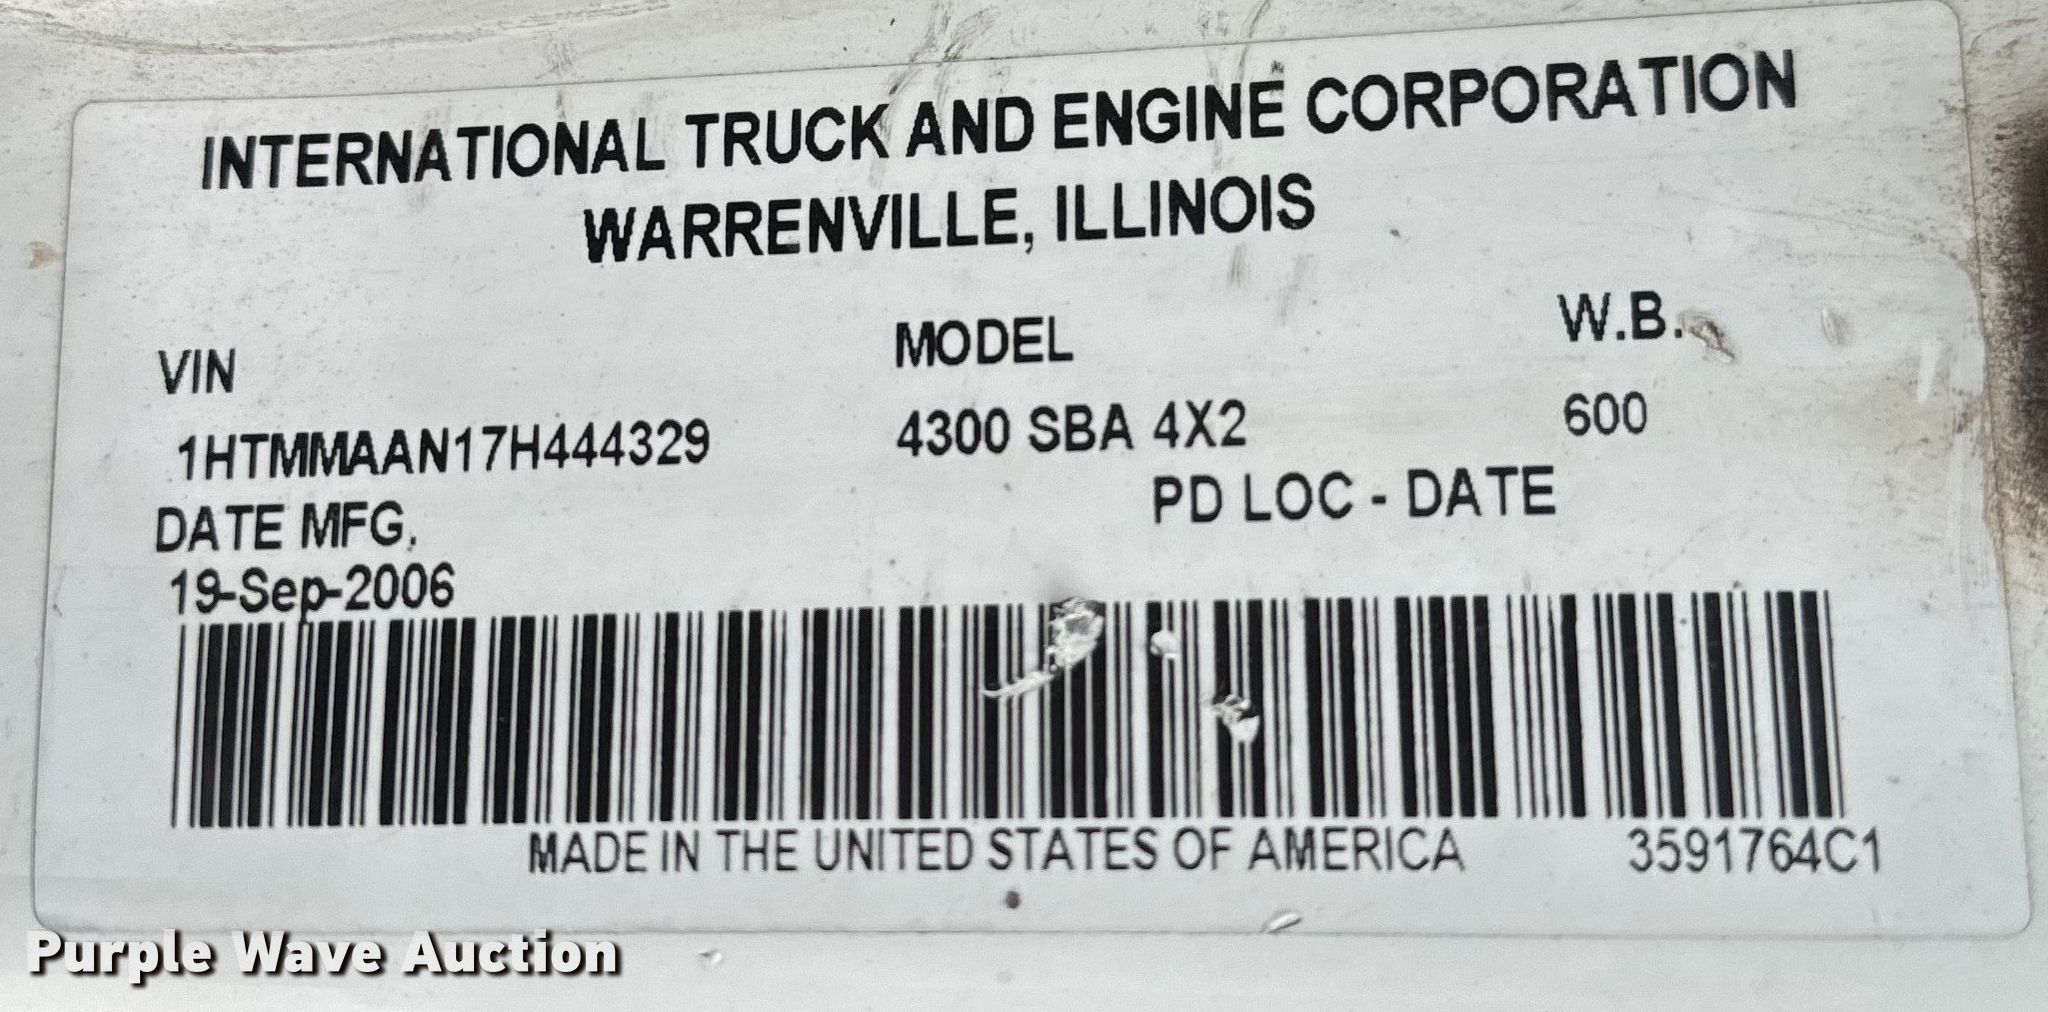 INTERNATIONAL TRUCK AND ENGINE CORPORATION
WARRENVILLE, ILLINOIS
VIN MODEL W.B.
1HTMMAAN17H444329 4300 SBA 4X2 600
DATE MFG. PD LOC - DATE
19-Sep-2006
MADE IN THE UNITED STATES OF AMERICA 3591764C1
Purple Wave Auction